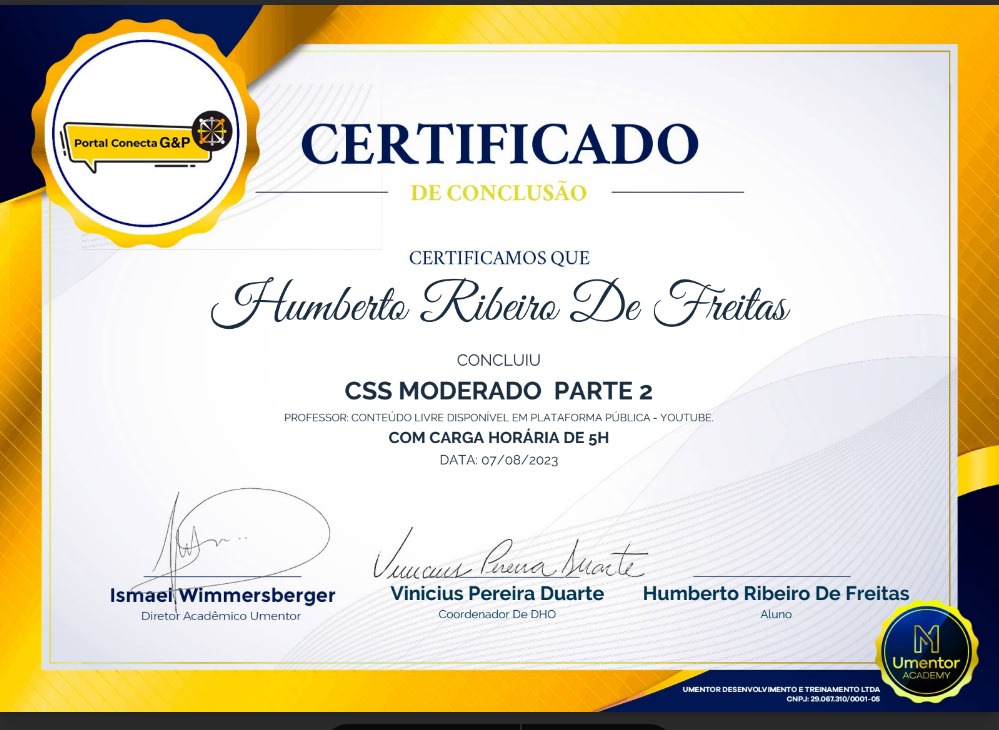 Portal Conecta G&P
CERTIFICADO
DE CONCLUSÃO
CERTIFICAMOS QUE
Humberto Ribeiro De Freitas
CONCLUIU
CSS MODERADO PARTE 2
PROFESSOR: CONTEÚDO LIVRE DISPONÍVEL EM PLATAFORMA PÚBLICA - YOUTUBE.
COM CARGA HORÁRIA DE 5H
DATA: 07/08/2023
Vinicius Pereira Duarte
Ismael Wimmersberger
Diretor Acadêmico Umentor
Vinicius Pereira Duarte
Coordenador De DHO
Humberto Ribeiro De Freitas
Aluno
Umentor
ACADEMY
UMENTOR DESENVOLVIMENTO E TREINAMENTO LTDA
CNPJ: 29.067.310/0001-05